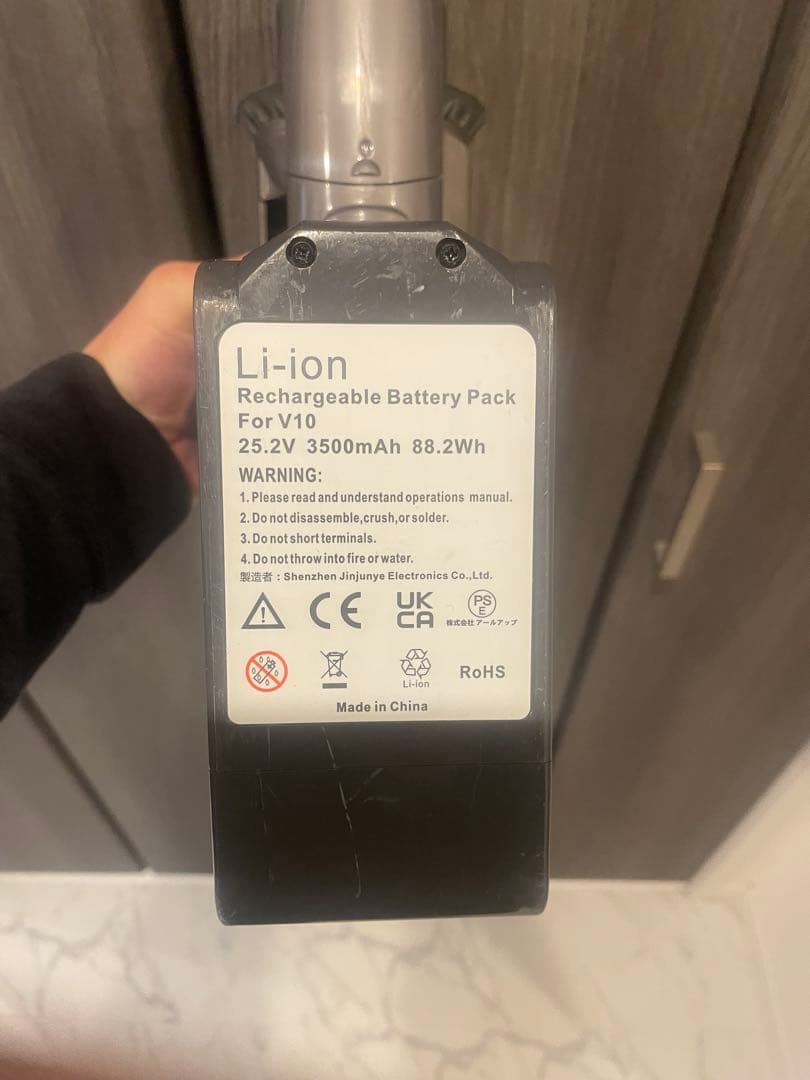 Li-ion
Rechargeable Battery Pack
For V10
25.2V 3500mAh 88.2Wh
WARNING:
1. Please read and understand operations manual.
2. Do not disassemble,crush,or solder.
3. Do not short terminals.
4. Do not throw into fire or water.
製造者：Shenzhen Jinjunye Electronics Co.,Ltd.
CE
UK
CA
PS
E
株式会社アールアップ
Li-ion
RoHS
Made in China